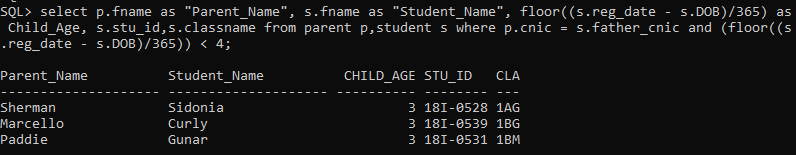 SQL> select p.fname as "Parent_Name", s.fname as "Student_Name", floor((s.reg_date - s.DOB)/365) as
 Child_Age, s.stu_id,s.classname from parent p,student s where p.cnic = s.father_cnic and (floor((s
.reg_date - s.DOB)/365)) < 4;
Parent_Name          Student_Name          CHILD_AGE STU_ID   CLA
-------------------- -------------------- ---------- -------- ---
Sherman              Sidonia                       3 18I-0528 1AG
Marcello             Curly                         3 18I-0539 1BG
Paddie               Gunar                         3 18I-0531 1BM